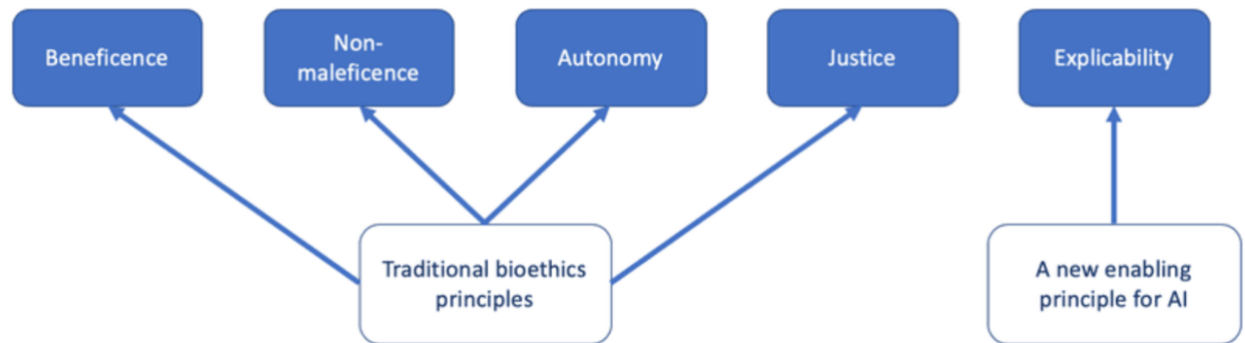 Beneficence
Non-
maleficence
Autonomy
Justice
Explicability
Traditional bioethics
principles
A new enabling
principle for AI